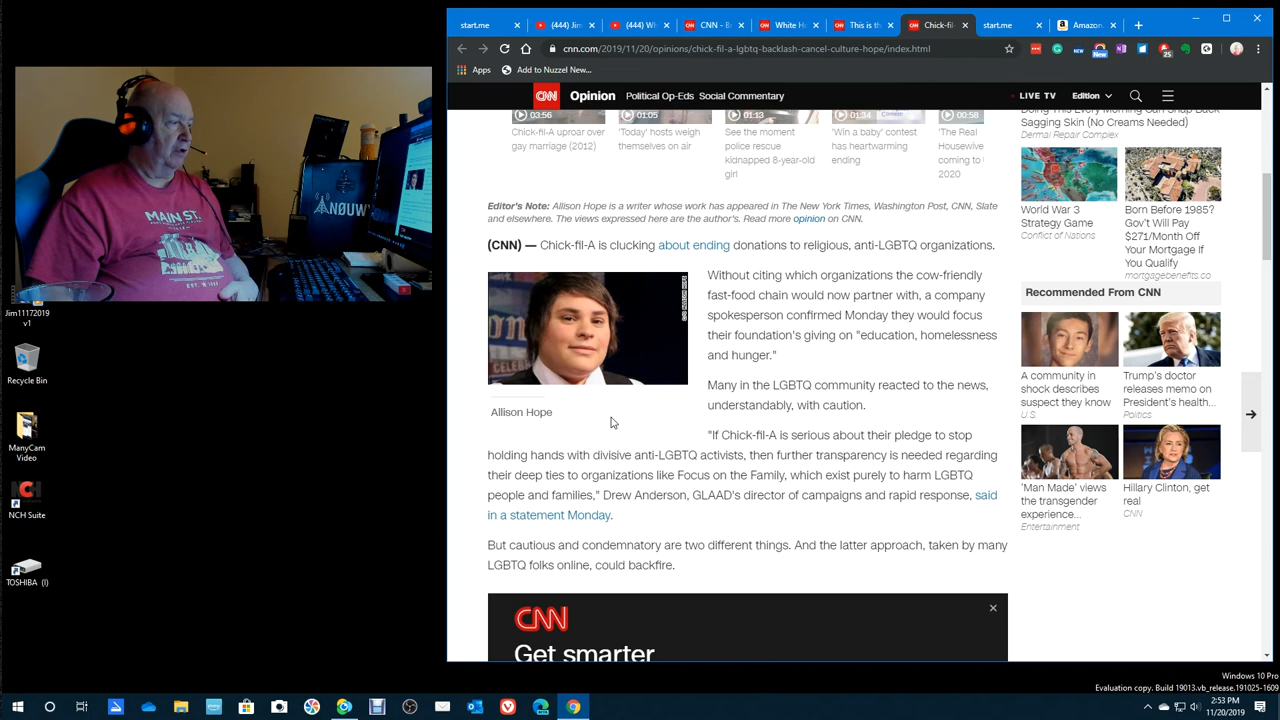 start.me
(444) Jim
(444) Wh
CNN - B
White H
This is th
Chick-fil
start.me
Amazon.
cnn.com/2019/11/20/opinions/chick-fil-a-lgbtq-backlash-cancel-culture-hope/index.html
New
25
Apps
Add to Nuzzel New...
CNN Opinion Political Op-Eds Social Commentary
LIVE TV Edition
03:56
01:05
01:13
01:34
00:58
Chick-fil-A uproar over
gay marriage (2012)
'Today' hosts weigh
themselves on air
See the moment
police rescue
kidnapped 8-year-old
girl
'Win a baby' contest
has heartwarming
ending
'The Real
Housewive
coming to
2020
Editor's Note: Allison Hope is a writer whose work has appeared in The New York Times, Washington Post, CNN, Slate
and elsewhere. The views expressed here are the author's. Read more opinion on CNN.
(CNN) — Chick-fil-A is clucking about ending donations to religious, anti-LGBTQ organizations.
Without citing which organizations the cow-friendly
fast-food chain would now partner with, a company
spokesperson confirmed Monday they would focus
their foundation's giving on "education, homelessness
and hunger."
Allison Hope
Many in the LGBTQ community reacted to the news,
understandably, with caution.
"If Chick-fil-A is serious about their pledge to stop
holding hands with divisive anti-LGBTQ activists, then further transparency is needed regarding
their deep ties to organizations like Focus on the Family, which exist purely to harm LGBTQ
people and families," Drew Anderson, GLAAD's director of campaigns and rapid response, said
in a statement Monday.
But cautious and condemnatory are two different things. And the latter approach, taken by many
LGBTQ folks online, could backfire.
CNN
Get smarter
Doing This Every Morning Can Snap Back
Sagging Skin (No Creams Needed)
Dermal Repair Complex
World War 3
Strategy Game
Conflict of Nations
Born Before 1985?
Gov't Will Pay
$271/Month Off
Your Mortgage If
You Qualify
mortgagebenefits.co
Recommended From CNN
A community in
shock describes
suspect they know
U.S.
Trump's doctor
releases memo on
President's health...
Politics
'Man Made' views
the transgender
experience...
Entertainment
Hillary Clinton, get
real
CNN
MAIN ST.
ANØUW
Jim11172019
v1
Recycle Bin
ManyCam
Video
NCH Suite
TOSHIBA (I)
Windows 10 Pro
Evaluation copy. Build 19013.vb_release.191025-1609
2:53 PM
11/20/2019